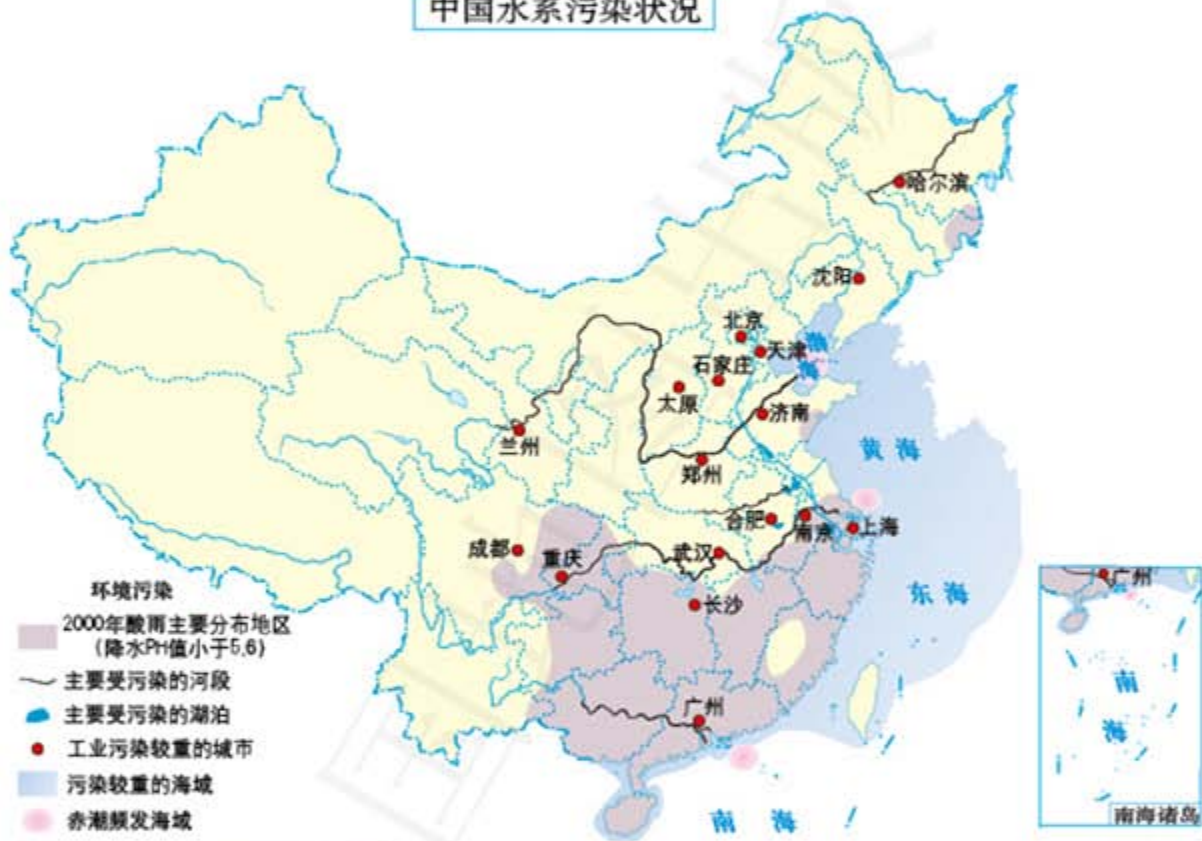 中国水系污染状况
哈尔滨
沈阳
北京
天津
渤海
石家庄
太原
济南
兰州
黄海
郑州
合肥
南京
上海
成都
重庆
武汉
东海
长沙
广州
南海
环境污染
2000年酸雨主要分布地区
(降水PH值小于5,6)
主要受污染的河段
主要受污染的湖泊
工业污染较重的城市
污染较重的海域
赤潮频发海域
广州
南
海
南海诸岛